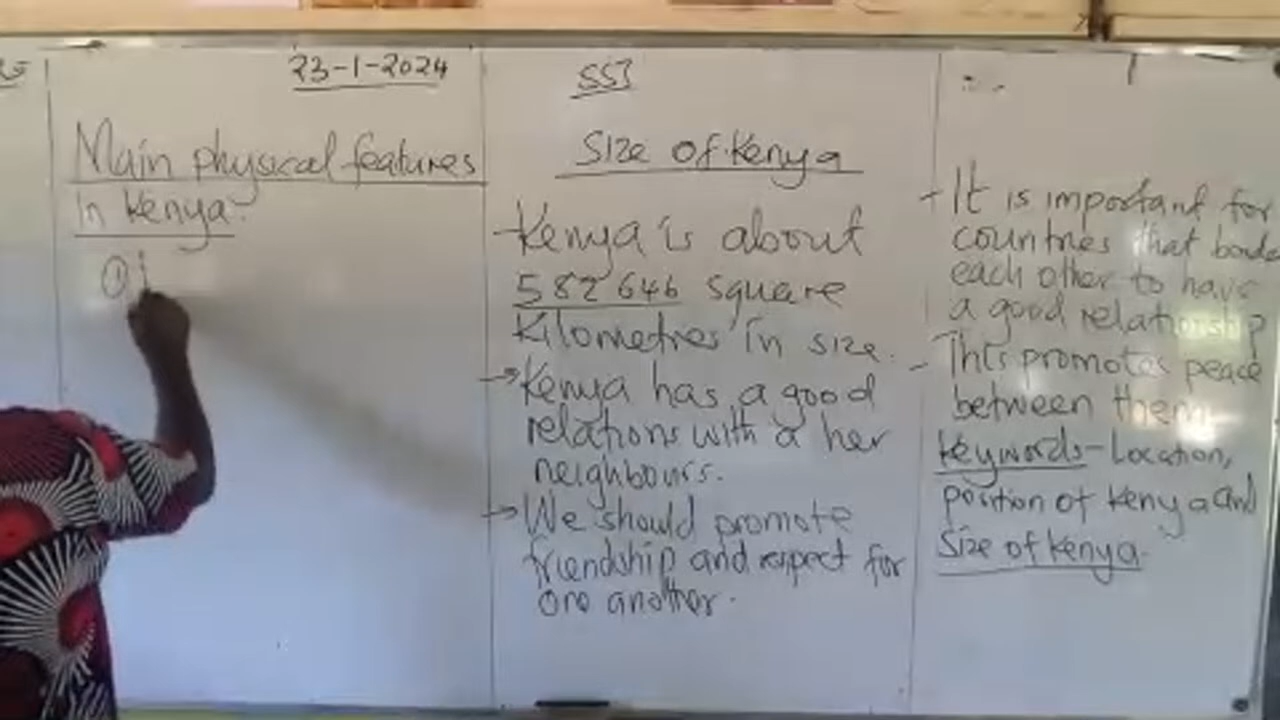 23-1-2024
Main physical features
in Kenya.
SST
Size of Kenya
- Kenya is about
582 646 square
kilometres in size.
→ Kenya has a good
relations with a her
neighbours.
→ We should promote
friendship and respect for
one another.
- It is important for
countries that borde
each other to have
a good relationship
- This promotes peace
between them
keywords - Location,
position of Kenya and
Size of Kenya.